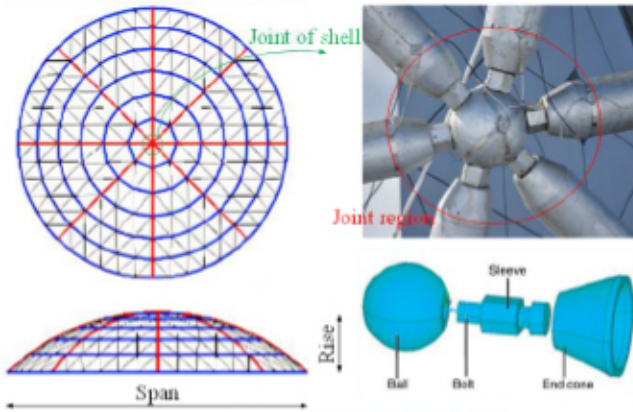 Joint of shell
Joint region
Sleeve
Ball
Bolt
End cone
Rise
Span